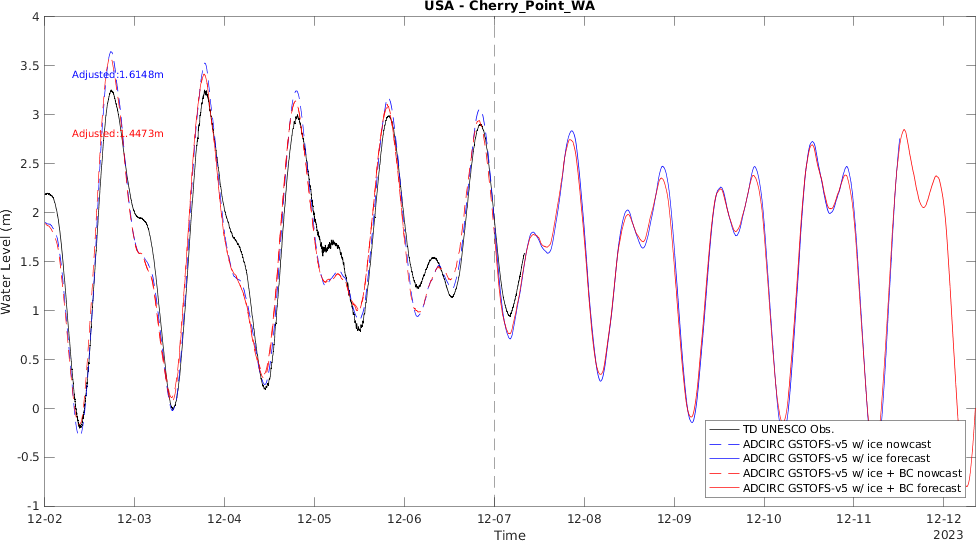 USA - Cherry_Point_WA
4
3.5
3
2.5
2
1.5
1
0.5
0
-0.5
-1
Water Level (m)
Adjusted:1.6148m
Adjusted:1.4473m
TD UNESCO Obs.
ADCIRC GSTOFS-v5 w/ ice nowcast
ADCIRC GSTOFS-v5 w/ ice forecast
ADCIRC GSTOFS-v5 w/ ice + BC nowcast
ADCIRC GSTOFS-v5 w/ ice + BC forecast
12-02 12-03 12-04 12-05 12-06 12-07 12-08 12-09 12-10 12-11 12-12
Time
2023